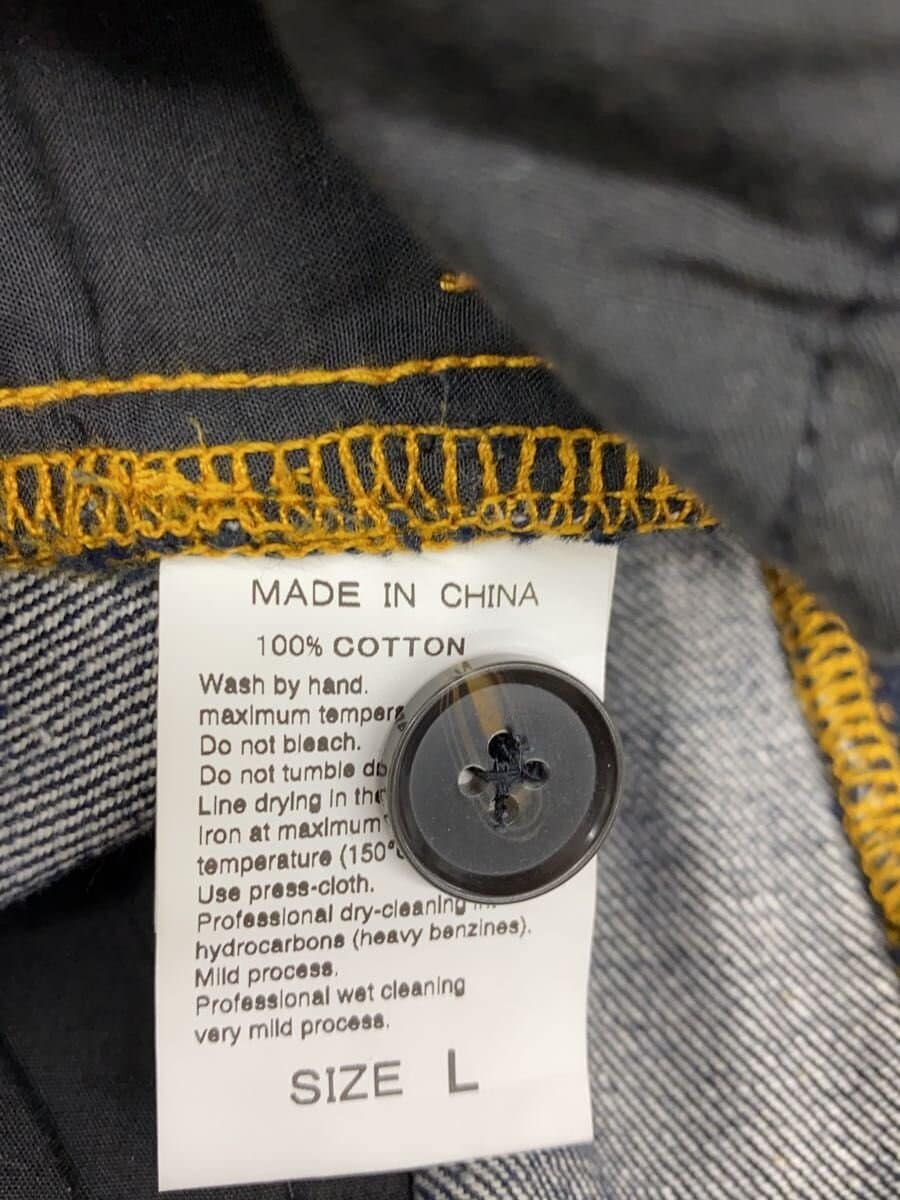 MADE IN CHINA
100% COTTON
Wash by hand.
maximum
Do not bleach.
Do not tumble
Line drying in
Iron at maximum
temperature (150°
Use press-cloth.
Professional dry-cleaning
hydrocarbons (heavy benzines).
Mild process.
Professional wet cleaning
very mild process.
SIZE L